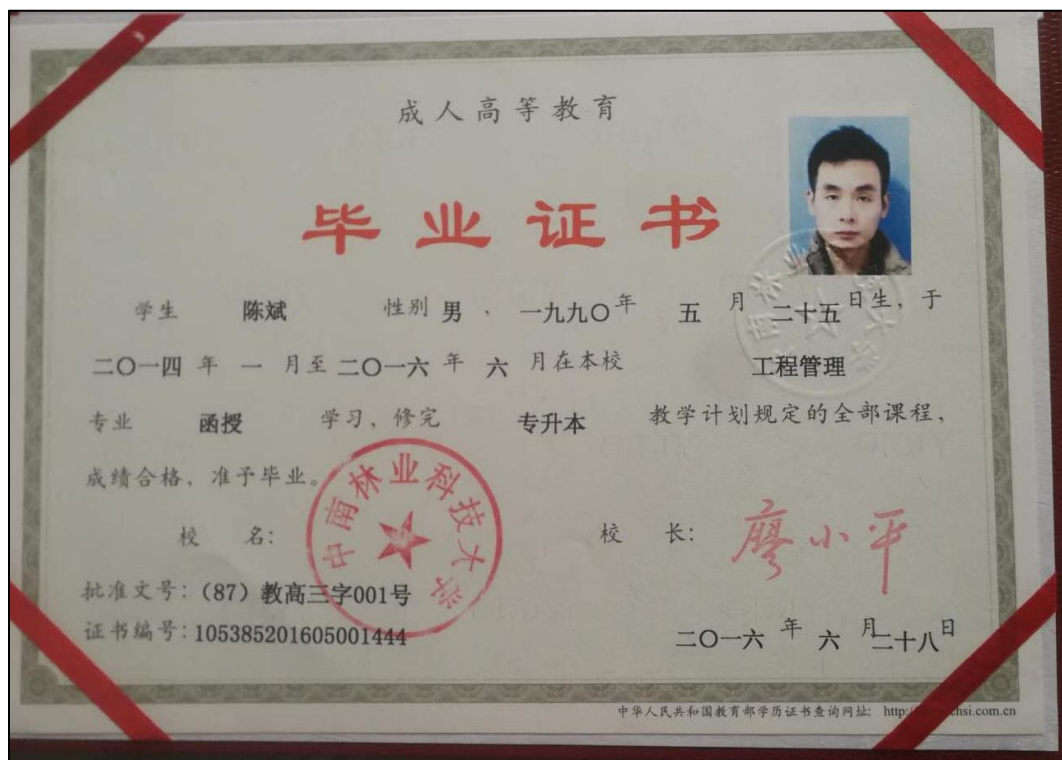 成人高等教育
毕业证书
学生 陈斌 性别 男 、 一九九〇 年 五 月 二十五 日生，于
二〇一四 年 一 月至 二〇一六 年 六 月在本校 工程管理
专业 函授 学习，修完 专升本 教学计划规定的全部课程，
成绩合格，准予毕业。
中南林业科技大学
校 名： 校 长： 廖小平
批准文号：（87）教高三字001号
证书编号：105385201605001444
二〇一六 年 六 月二十八日
中华人民共和国教育部学历证书查询网址: http:/ hsi.com.cn